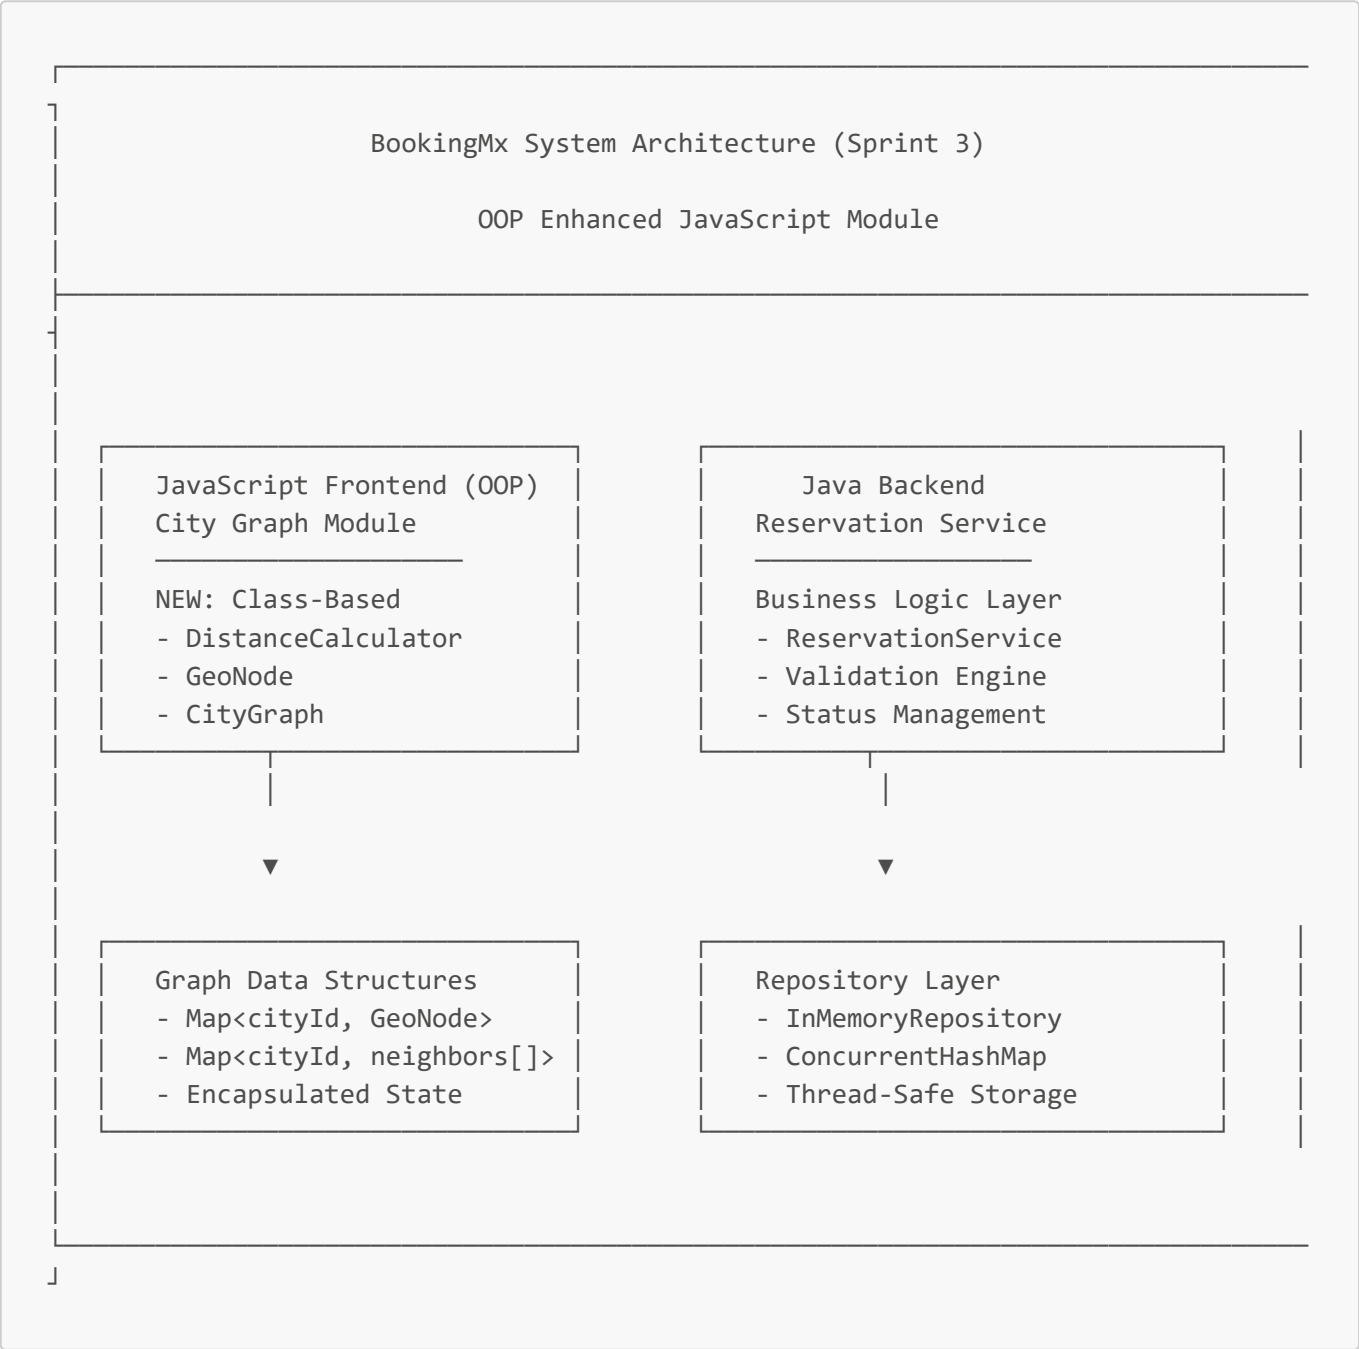 BookingMx System Architecture (Sprint 3)
OOP Enhanced JavaScript Module
JavaScript Frontend (OOP)
City Graph Module
NEW: Class-Based
- DistanceCalculator
- GeoNode
- CityGraph
Java Backend
Reservation Service
Business Logic Layer
- ReservationService
- Validation Engine
- Status Management
Graph Data Structures
- Map<cityId, GeoNode>
- Map<cityId, neighbors[]>
- Encapsulated State
Repository Layer
- InMemoryRepository
- ConcurrentHashMap
- Thread-Safe Storage